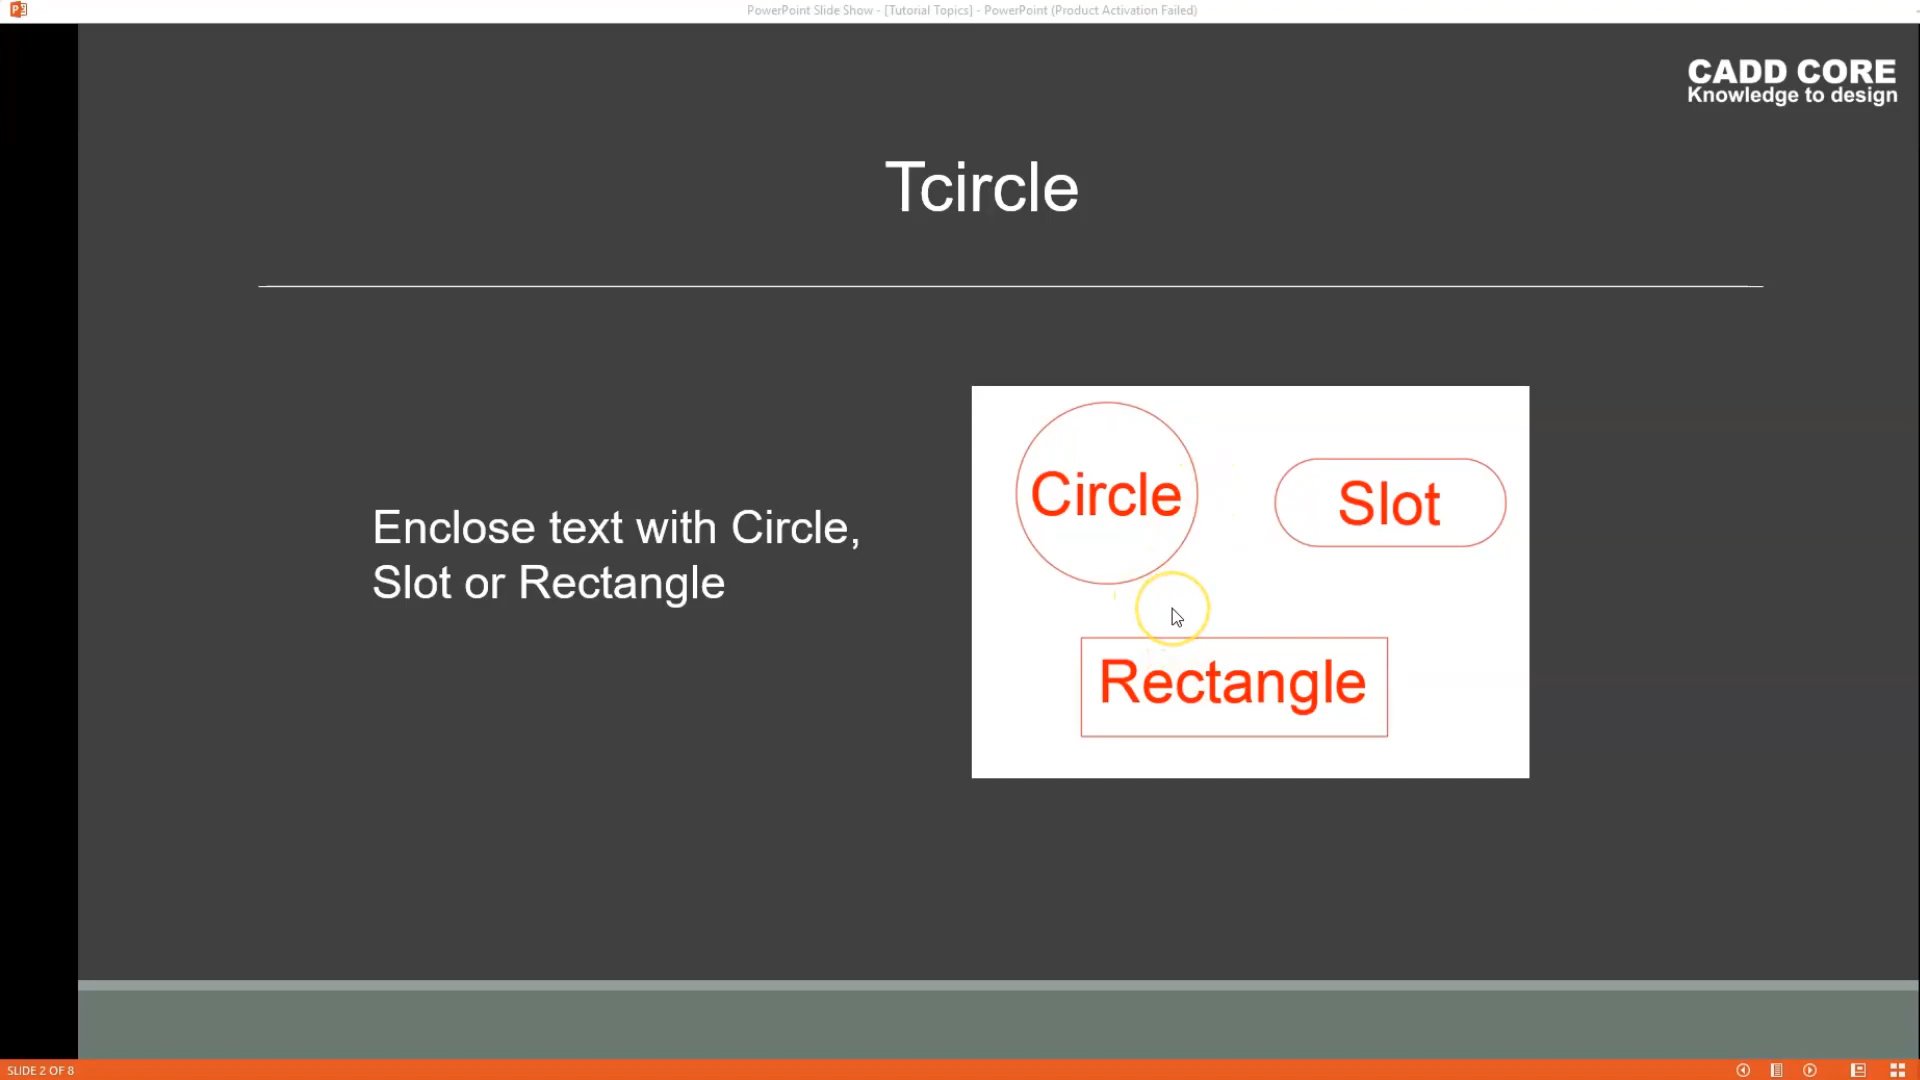 PowerPoint Slide Show - [Tutorial Topics] - PowerPoint (Product Activation Failed)
CADD CORE
Knowledge to design
Tcircle
Enclose text with Circle,
Slot or Rectangle
Circle
Slot
Rectangle
SLIDE 2 OF 8